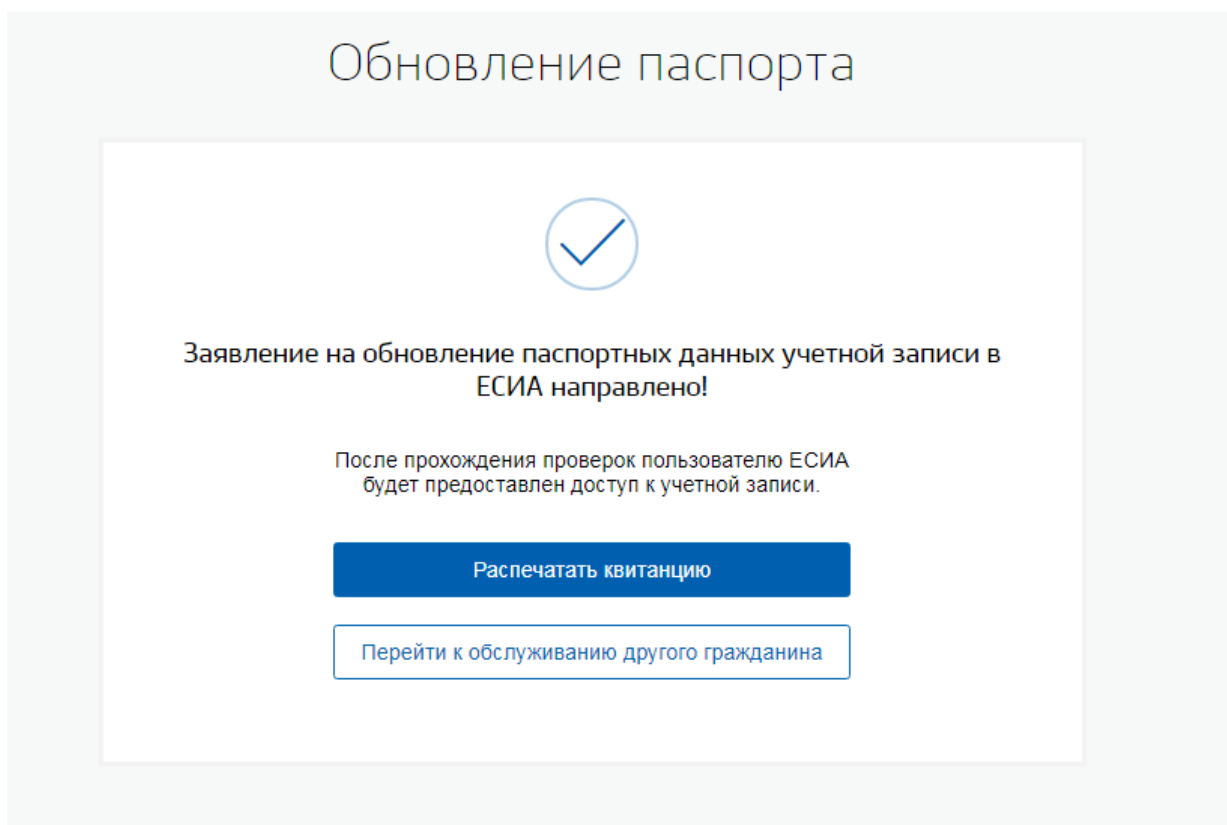 Обновление паспорта
Заявление на обновление паспортных данных учетной записи в
ЕСИА направлено!
После прохождения проверок пользователю ЕСИА
будет предоставлен доступ к учетной записи.
Распечатать квитанцию
Перейти к обслуживанию другого гражданина